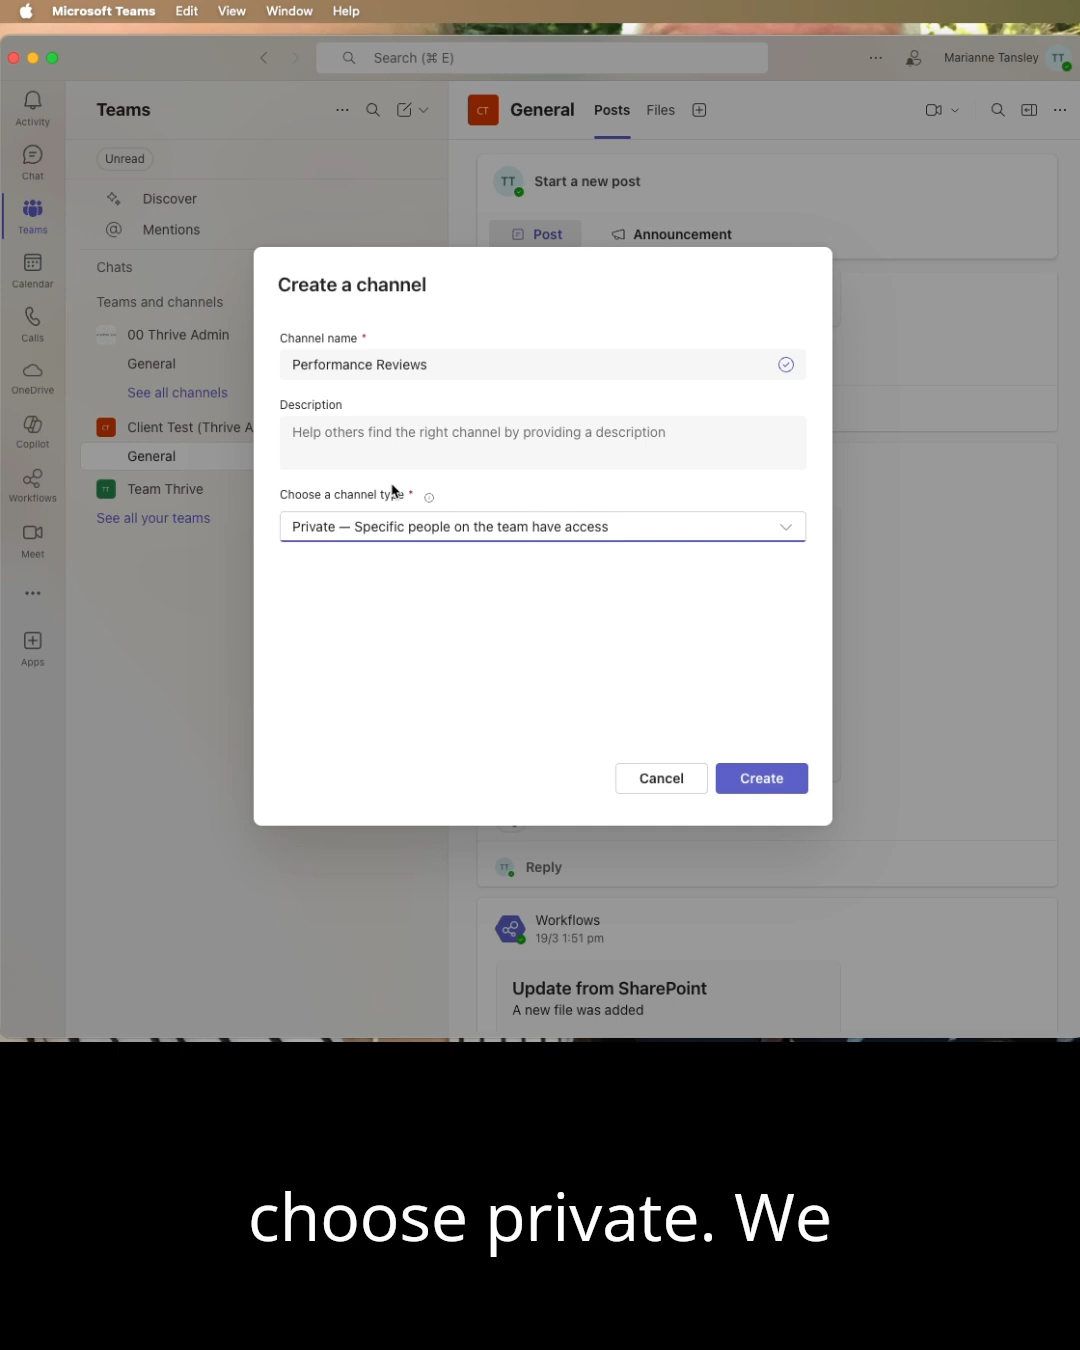 Microsoft Teams Edit View Window Help
Search (⌘ E)
Marianne Tansley TT
Activity
Chat
Teams
Calendar
Calls
OneDrive
Copilot
Workflows
Meet
Apps
Teams
Unread
Discover
Mentions
Chats
Teams and channels
00 Thrive Admin
General
See all channels
CT Client Test (Thrive A
General
TT Team Thrive
See all your teams
CT General Posts Files
TT Start a new post
Post Announcement
Create a channel
Channel name *
Performance Reviews
Description
Help others find the right channel by providing a description
Choose a channel type *
Private — Specific people on the team have access
Cancel Create
TT Reply
Workflows
19/3 1:51 pm
Update from SharePoint
A new file was added
choose private. We